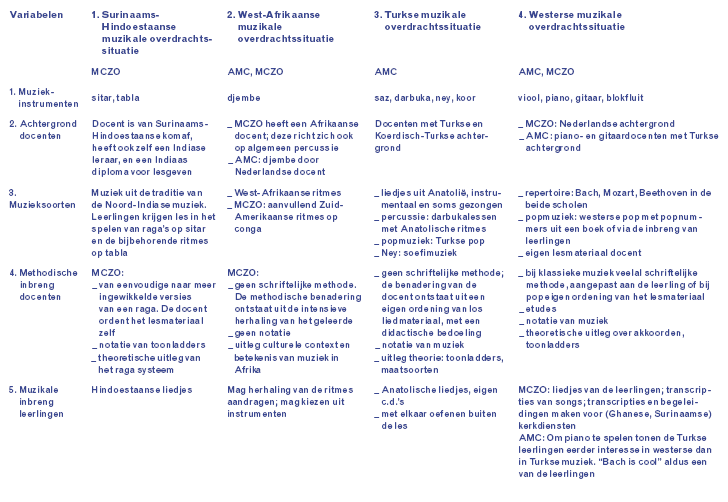 Variabelen
1. Surinaams-
Hindoestaanse
muzikale overdrachts-
situatie
2. West-Afrikaanse
muzikale
overdrachtssituatie
3. Turkse muzikale
overdrachtssituatie
4. Westerse muzikale
overdrachtssituatie
MCZO
AMC, MCZO
AMC
AMC, MCZO
1. Muziek-
instrumenten
sitar, tabla
djembe
saz, darbuka, ney, koor
viool, piano, gitaar, blokfluit
2. Achtergrond
docenten
Docent is van Surinaams-
Hindoestaanse komaf,
heeft ook zelf een Indiase
leraar, en een Indiaas
diploma voor lesgeven
_ MCZO heeft een Afrikaanse
docent; deze richt zich ook
op algemeen percussie
_ AMC: djembe door
Nederlandse docent
Docenten met Turkse en
Koerdisch-Turkse achter-
grond
_ MCZO: Nederlandse achtergrond
_ AMC: piano- en gitaardocenten met Turkse
achtergrond
3.
Muzieksoorten
Muziek uit de traditie van
de Noord-Indiase muziek.
Leerlingen krijgen les in het
spelen van raga's op sitar
en de bijbehorende ritmes
op tabla
_ West-Afrikaanse ritmes
_ MCZO: aanvullend Zuid-
Amerikaanse ritmes op
conga
_ liedjes uit Anatolië, instru-
mentaal en soms gezongen
_ percussie: darbukalessen
met Anatolische ritmes
_ popmuziek: Turkse pop
_ Ney: soefimuziek
_ repertoire: Bach, Mozart, Beethoven in de
beide scholen
_ popmuziek: westerse pop met popnum-
mers uit een boek of via de inbreng van
leerlingen
_ eigen lesmateriaal docent
4. Methodische
inbreng
docenten
MCZO:
_ van eenvoudige naar meer
ingewikkelde versies
van een raga. De docent
ordent het lesmateriaal
zelf
_ notatie van toonladders
_ theoretische uitleg van
het raga systeem
MCZO:
_ geen schriftelijke methode.
De methodische benadering
ontstaat uit de intensieve
herhaling van het geleerde
_ geen notatie
_ uitleg culturele context en
betekenis van muziek in
Afrika
_ geen schriftelijke methode;
de benadering van de
docent ontstaat uit een
eigen ordening van los
liedmateriaal, met een
didactische bedoeling
_ notatie van muziek
_ uitleg theorie: toonladders,
maatsoorten
_ bij klassieke muziek veelal schriftelijke
methode, aangepast aan de leerling of bij
pop eigen ordening van het lesmateriaal
_ etudes
_ notatie van muziek
_ theoretische uitleg over akkoorden,
toonladders
5. Muzikale
inbreng
leerlingen
Hindoestaanse liedjes
Mag herhaling van de ritmes
aandragen; mag kiezen uit
instrumenten
_ Anatolische liedjes, eigen
c.d.'s
_ met elkaar oefenen buiten
de les
MCZO: liedjes van de leerlingen; transcrip-
ties van songs; transcripties en begelei-
dingen maken voor (Ghanese, Surinaamse)
kerkdiensten
AMC: Om piano te spelen tonen de Turkse
leerlingen eerder interesse in westerse dan
in Turkse muziek. “Bach is cool” aldus een
van de leerlingen